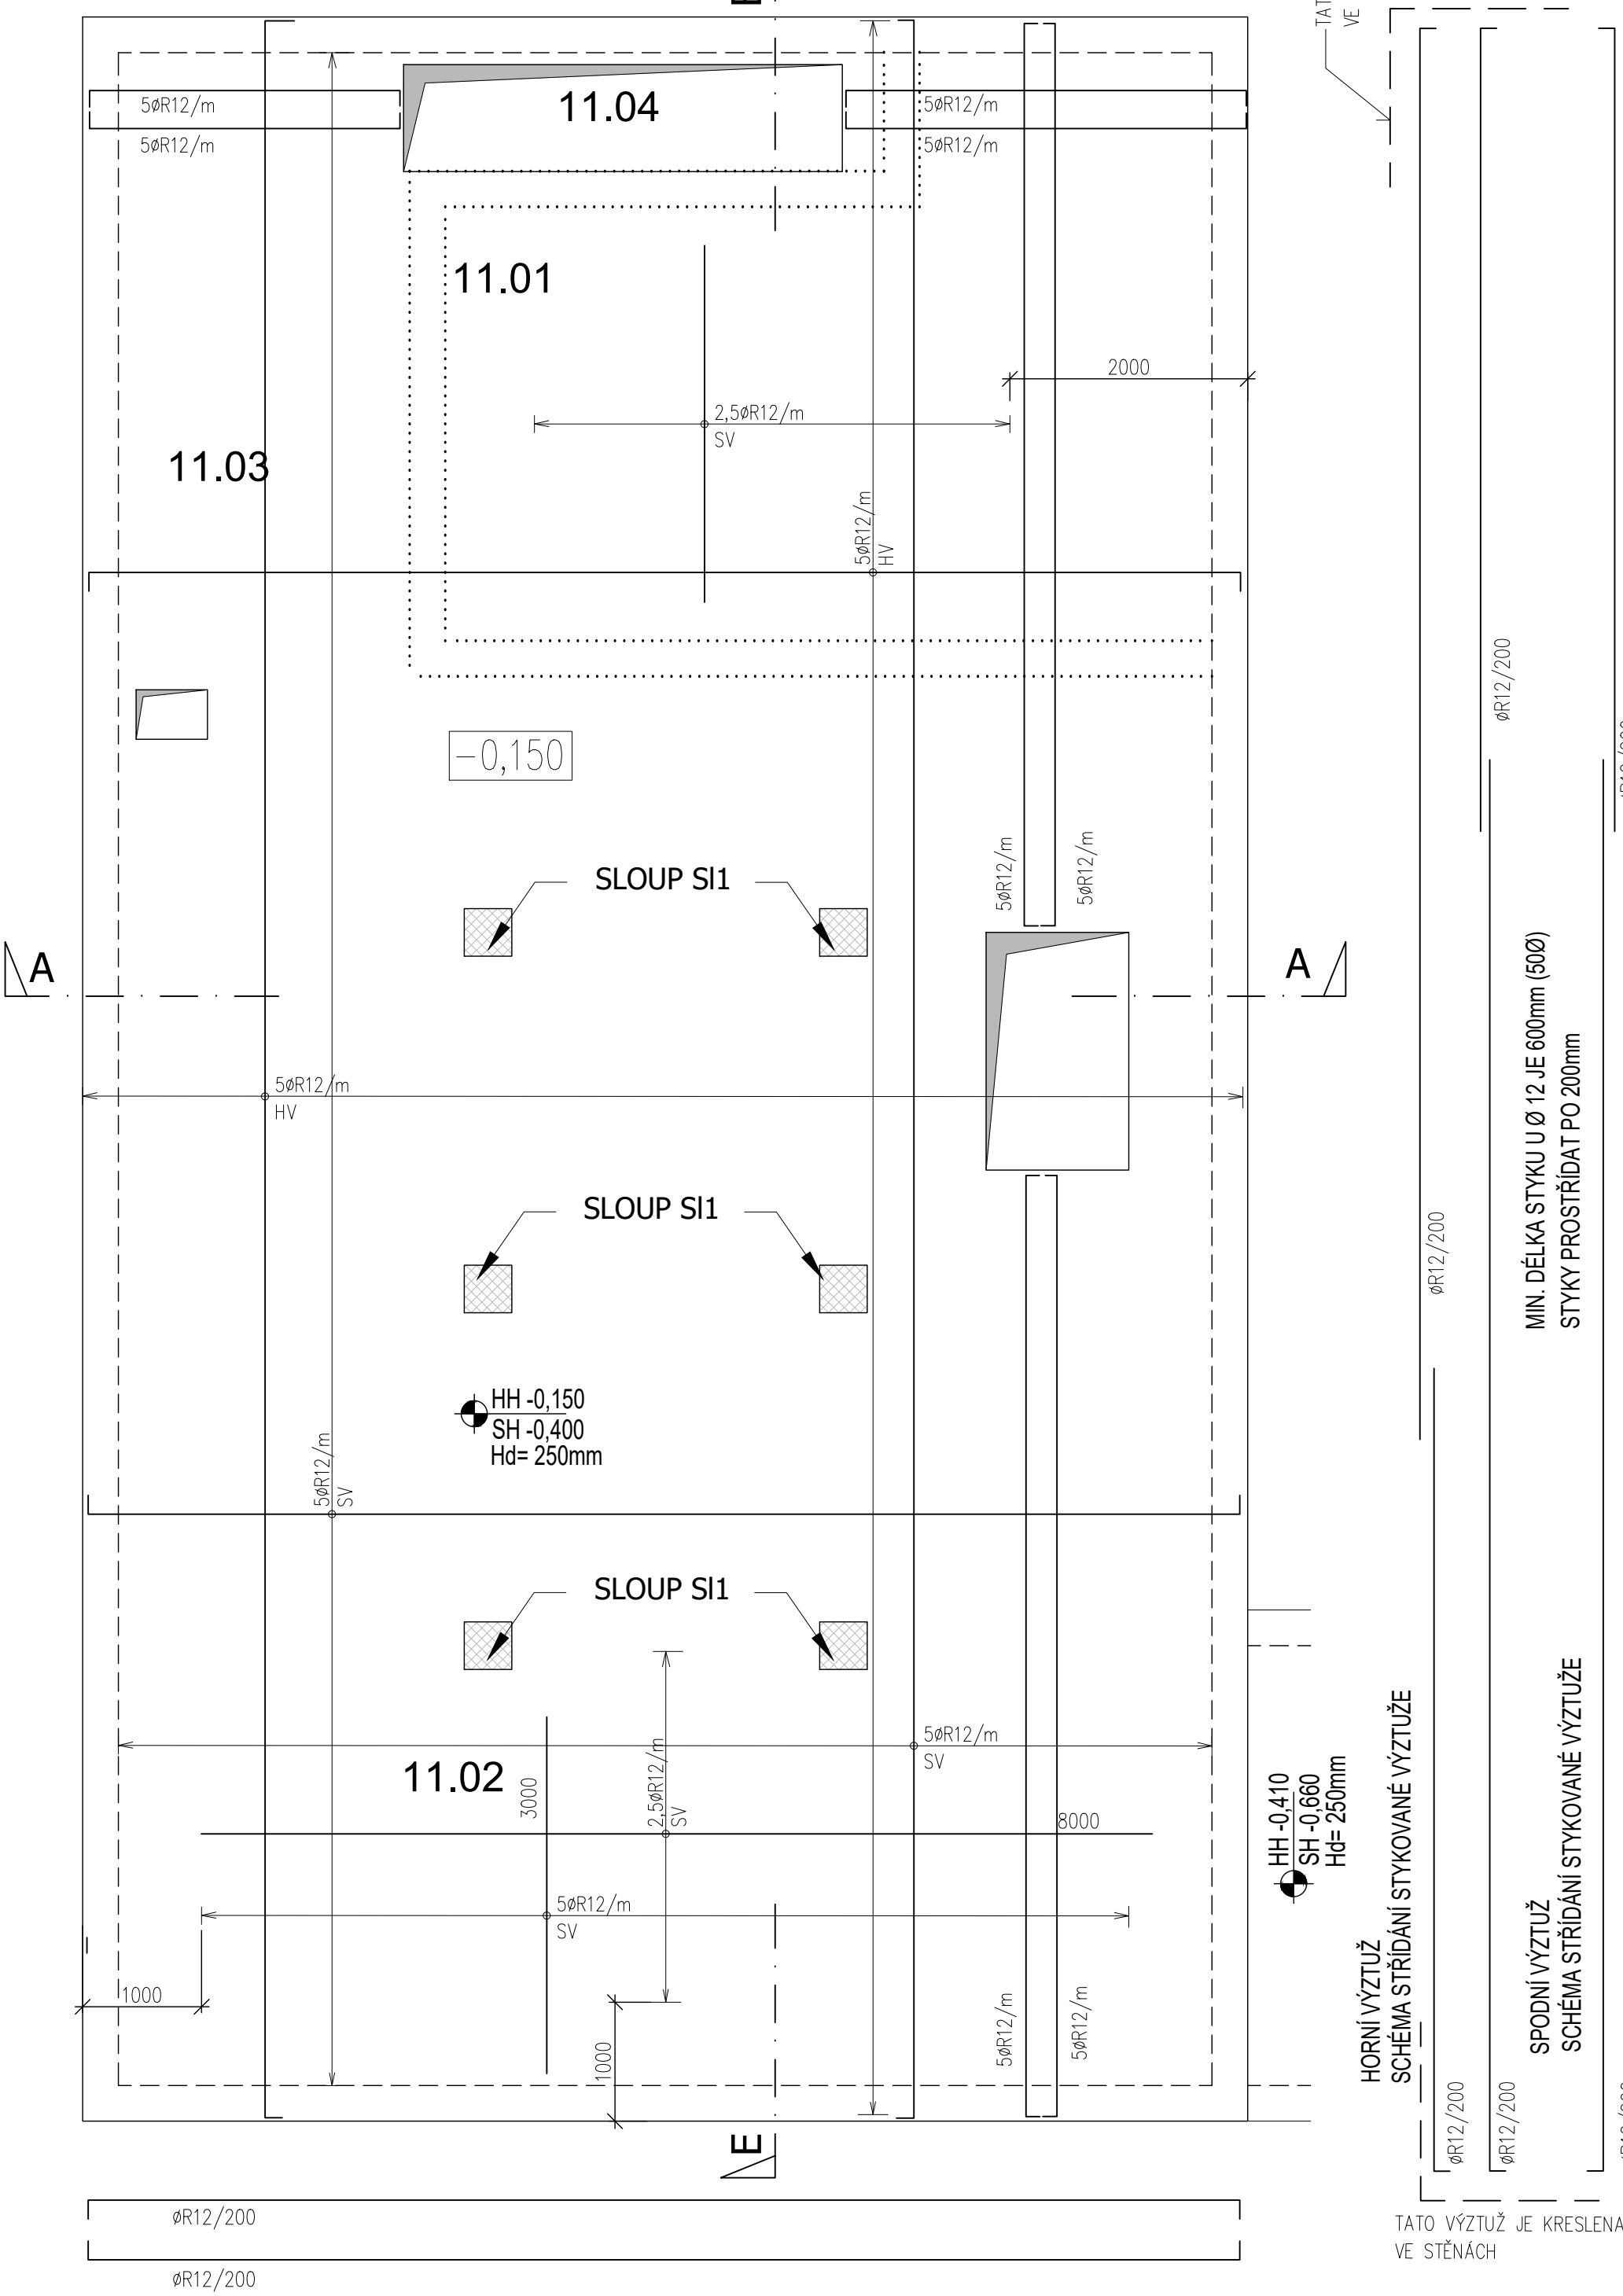 TAT
VE
5øR12/m
5øR12/m
11.04
5øR12/m
5øR12/m
11.01
2000
2,5øR12/m
SV
11.03
5øR12/m
HV
øR12/200
-0,150
5øR12/m
5øR12/m
SLOUP Sl1
A
A
MIN. DÉLKA STYKU U Ø 12 JE 600mm (50Ø)
STYKY PROSTŘÍDAT PO 200mm
5øR12/m
HV
SLOUP Sl1
øR12/200
HH -0,150
SH -0,400
Hd= 250mm
5øR12/m
SV
SLOUP Sl1
5øR12/m
SV
11.02
3000
2,5øR12/m
SV
8000
HH -0,410
SH -0,660
Hd= 250mm
5øR12/m
SV
HORNÍ VÝZTUŽ
SCHÉMA STŘÍDÁNÍ STYKOVANÉ VÝZTUŽE
SPODNÍ VÝZTUŽ
SCHÉMA STŘÍDÁNÍ STYKOVANÉ VÝZTUŽE
1000
1000
5øR12/m
5øR12/m
øR12/200
øR12/200
E
øR12/200
øR12/200
TATO VÝZTUŽ JE KRESLENA
VE STĚNÁCH